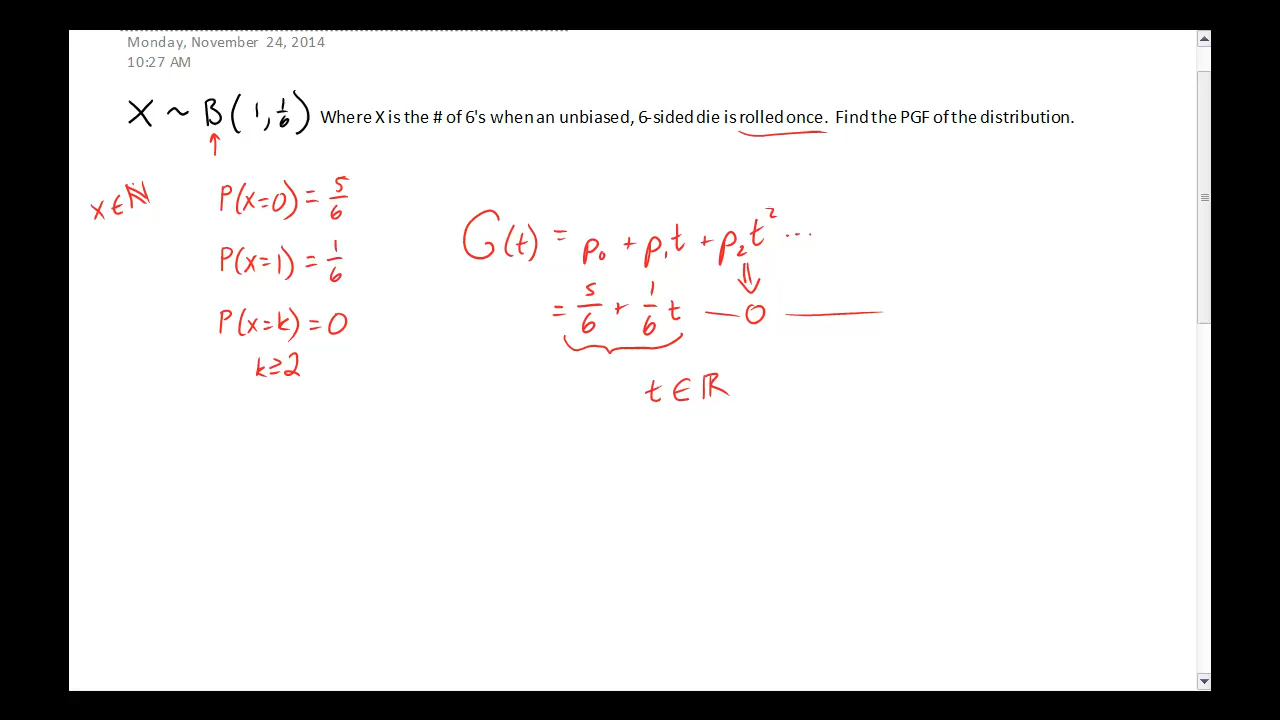 Monday, November 24, 2014
10:27 AM
X ~ B(1, 1/6) Where X is the # of 6's when an unbiased, 6-sided die is rolled once. Find the PGF of the distribution.
x ∈ ℕ
P(x=0) = 5/6
P(x=1) = 1/6
P(x=k) = 0
k ≥ 2
G(t) = p₀ + p₁t + p₂t² ...
= 5/6 + 1/6 t — 0 —
t ∈ ℝ